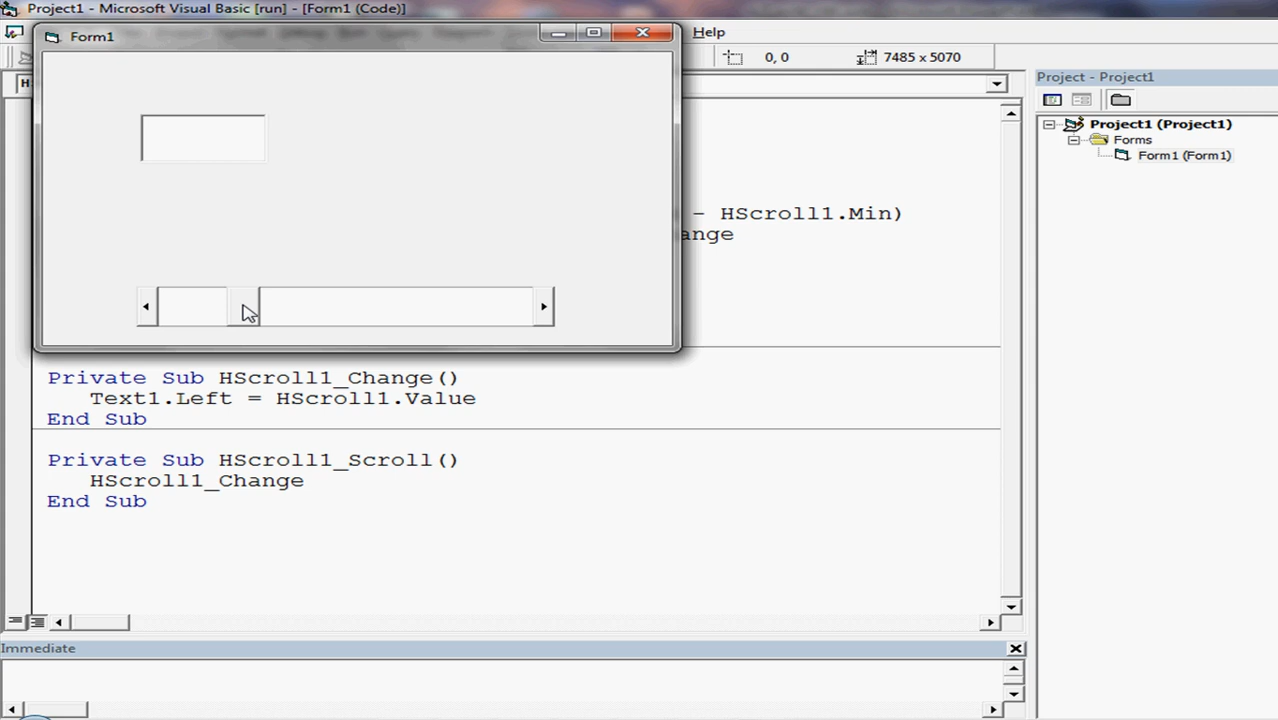 Project1 - Microsoft Visual Basic [run] - [Form1 (Code)]
Form1
Help
0, 0
7485 x 5070
H
Project - Project1
Project1 (Project1)
Forms
Form1 (Form1)
- HScroll1.Min)
ange
Private Sub HScroll1_Change()
Text1.Left = HScroll1.Value
End Sub
Private Sub HScroll1_Scroll()
HScroll1_Change
End Sub
Immediate